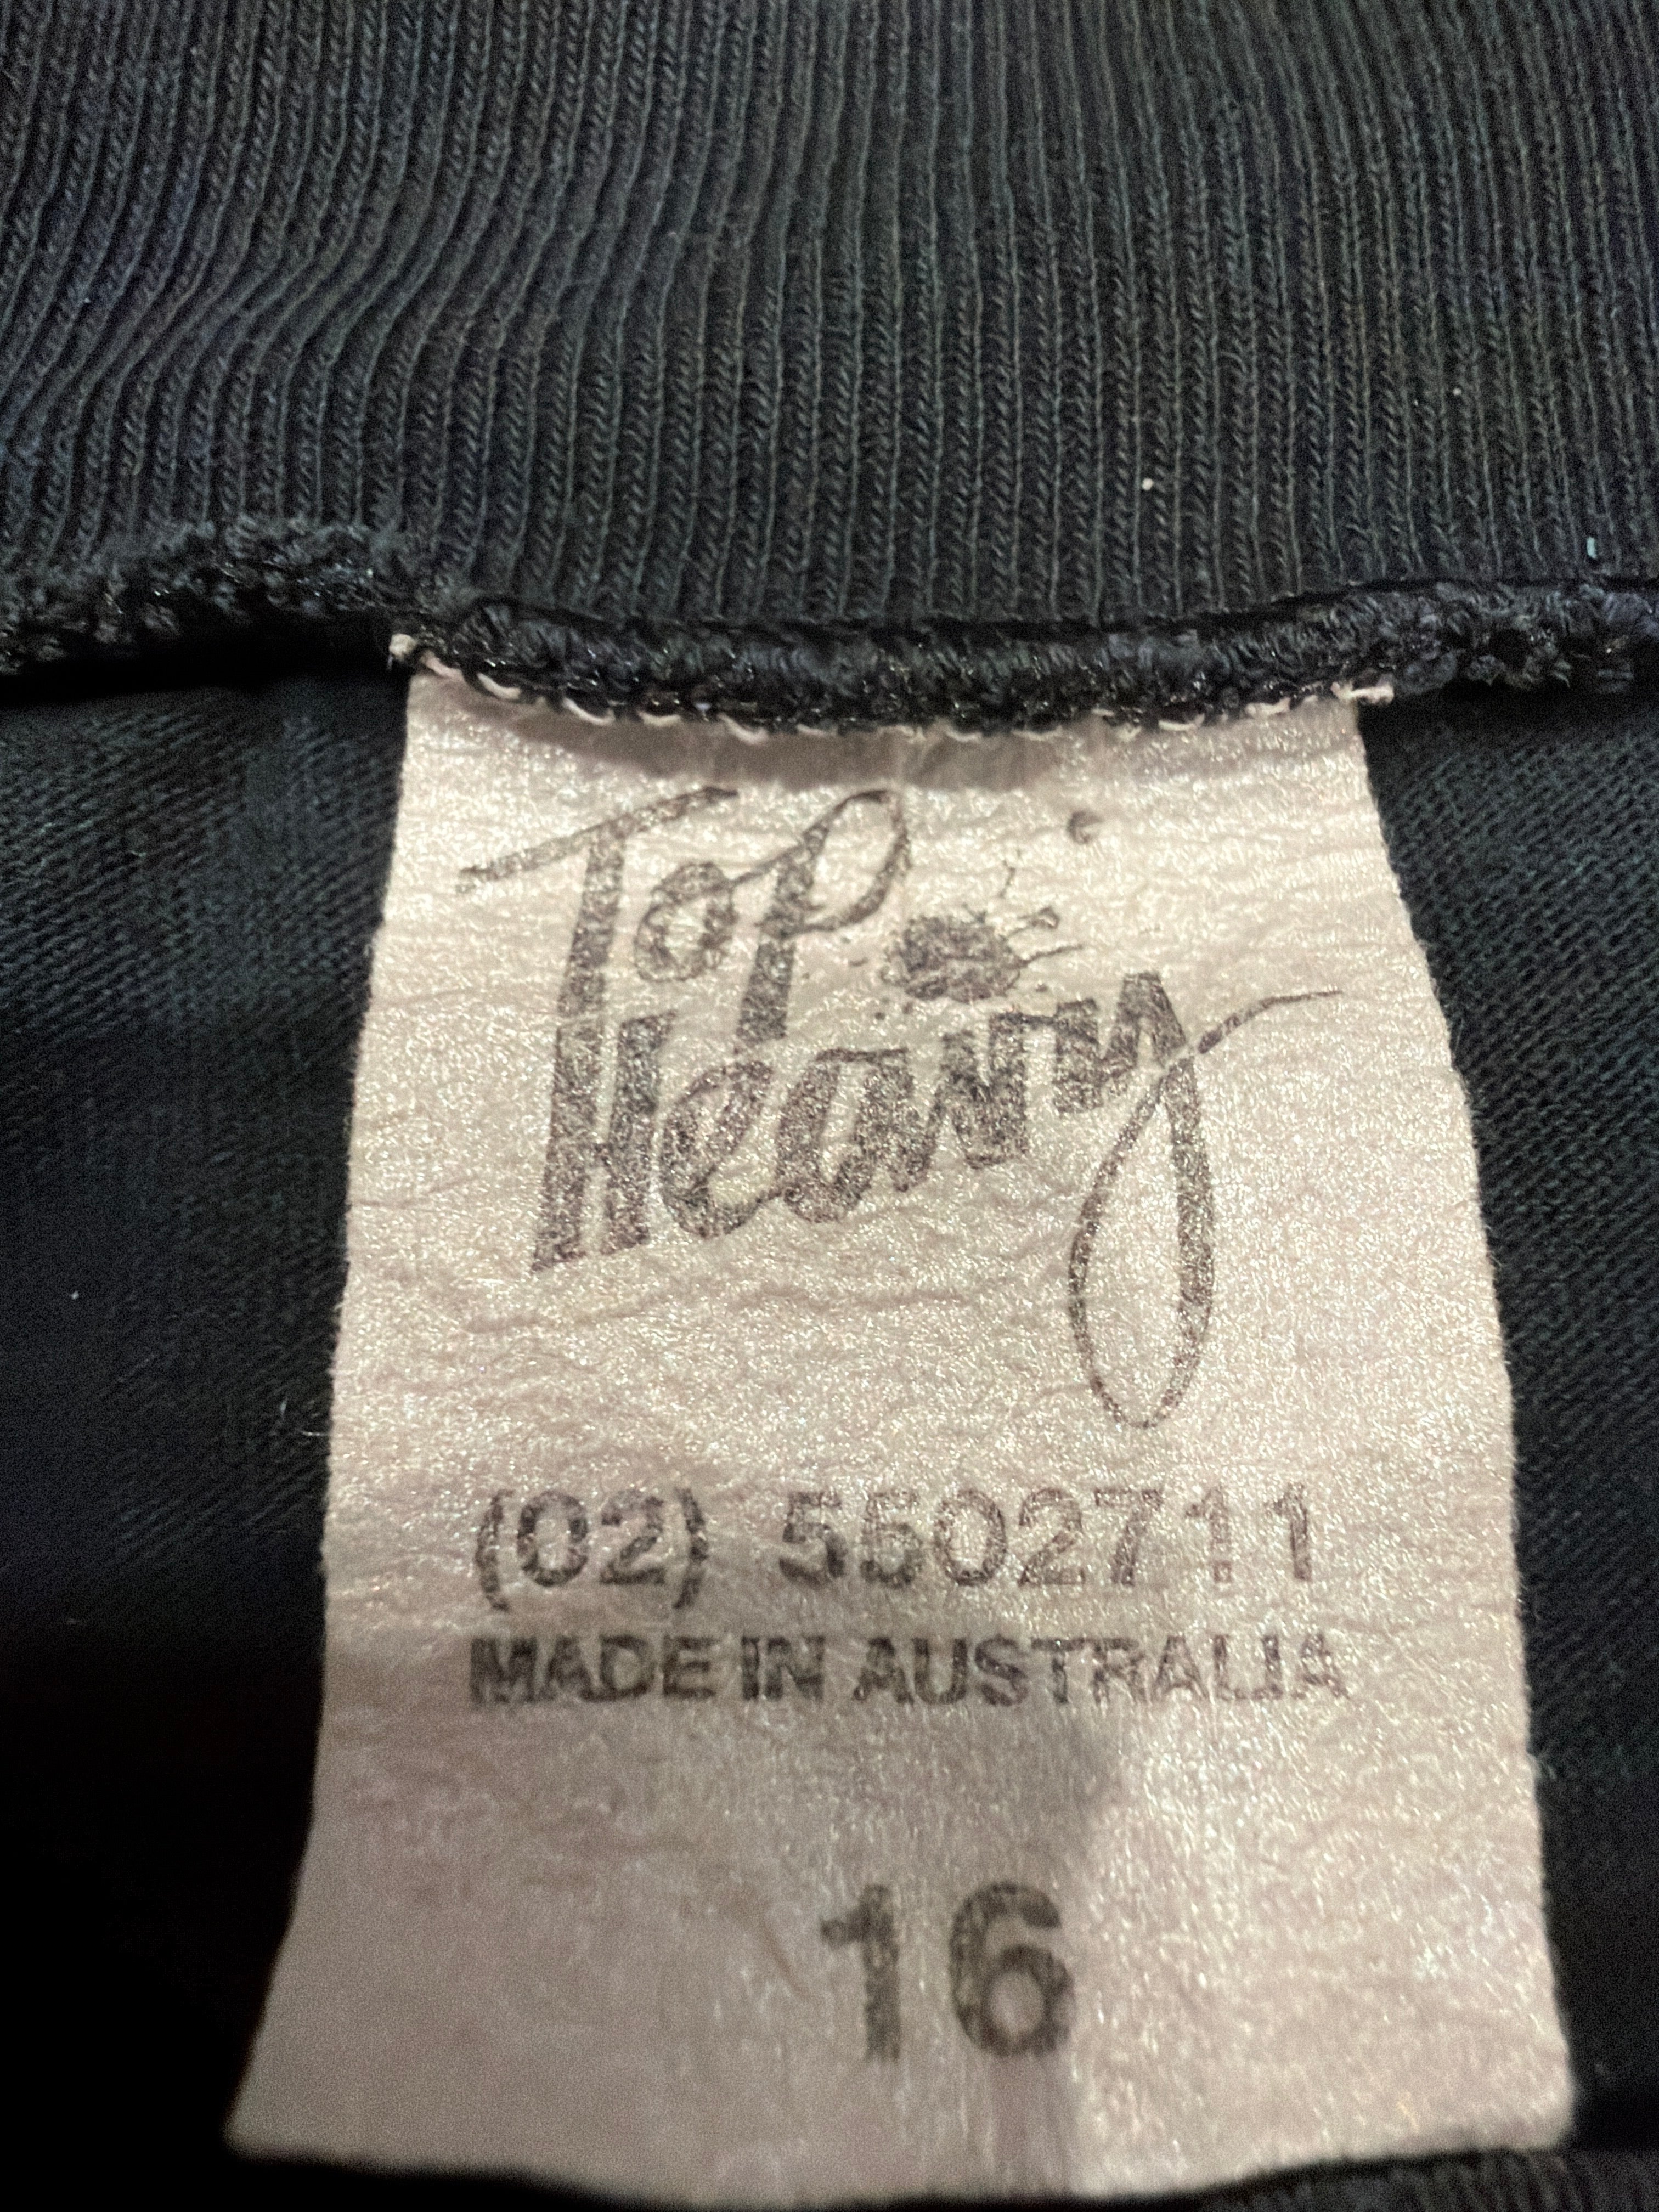 Top
Heavy
(02) 5502711
MADE IN AUSTRALIA
16